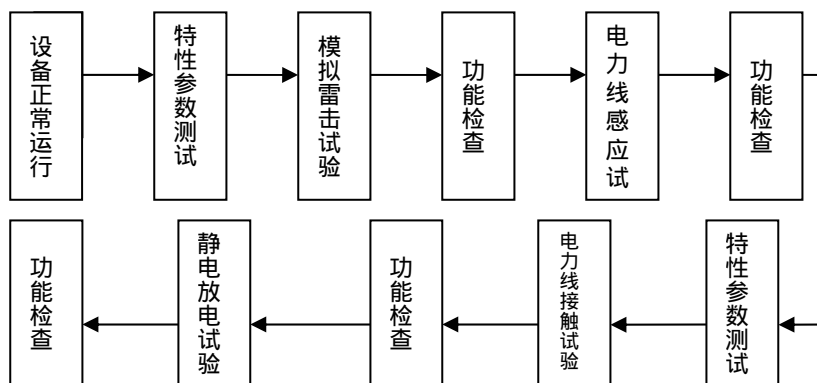 设备正常运行
特性参数测试
模拟雷击试验
功能检查
电力线感应试
功能检查
特性参数测试
电力线接触试验
功能检查
静电放电试验
功能检查